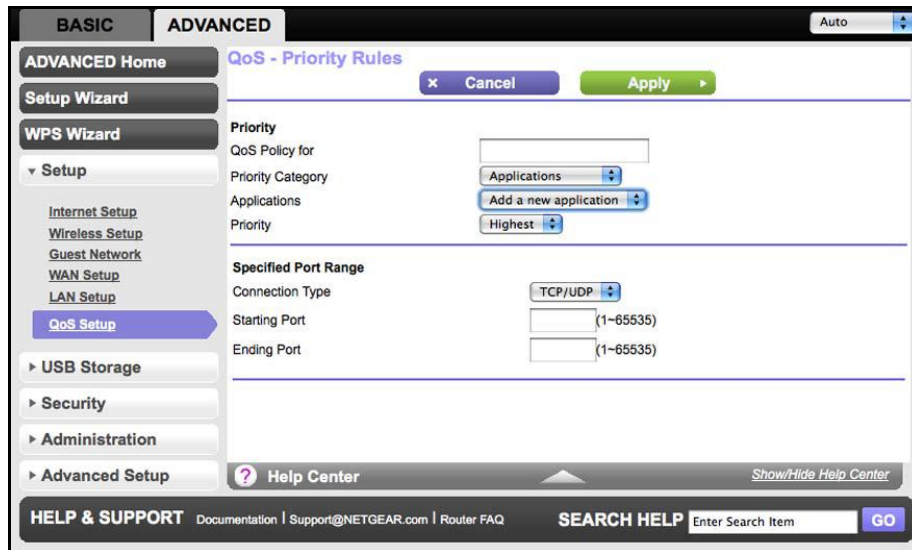 BASIC
ADVANCED
Auto
ADVANCED Home
Setup Wizard
WPS Wizard
Setup
Internet Setup
Wireless Setup
Guest Network
WAN Setup
LAN Setup
QoS Setup
USB Storage
Security
Administration
Advanced Setup
QoS - Priority Rules
Cancel
Apply
Priority
QoS Policy for
Priority Category Applications
Applications Add a new application
Priority Highest
Specified Port Range
Connection Type TCP/UDP
Starting Port (1~65535)
Ending Port (1~65535)
? Help Center Show/Hide Help Center
HELP & SUPPORT Documentation | Support@NETGEAR.com | Router FAQ SEARCH HELP Enter Search Item GO